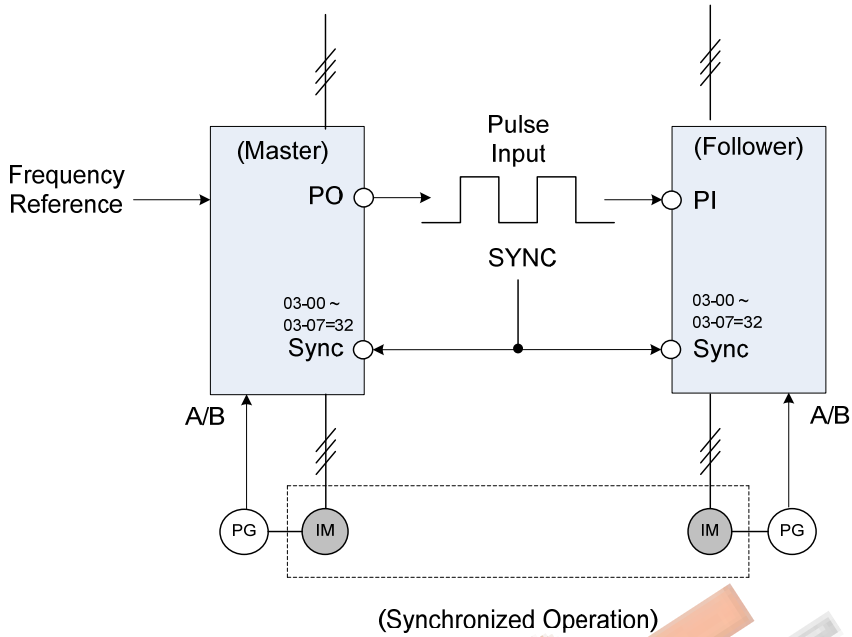 (Master)
Pulse
Input
(Follower)
Frequency
Reference
PO
PI
SYNC
03-00 ~
03-07=32
Sync
03-00 ~
03-07=32
Sync
A/B
A/B
PG
IM
IM
PG
(Synchronized Operation)